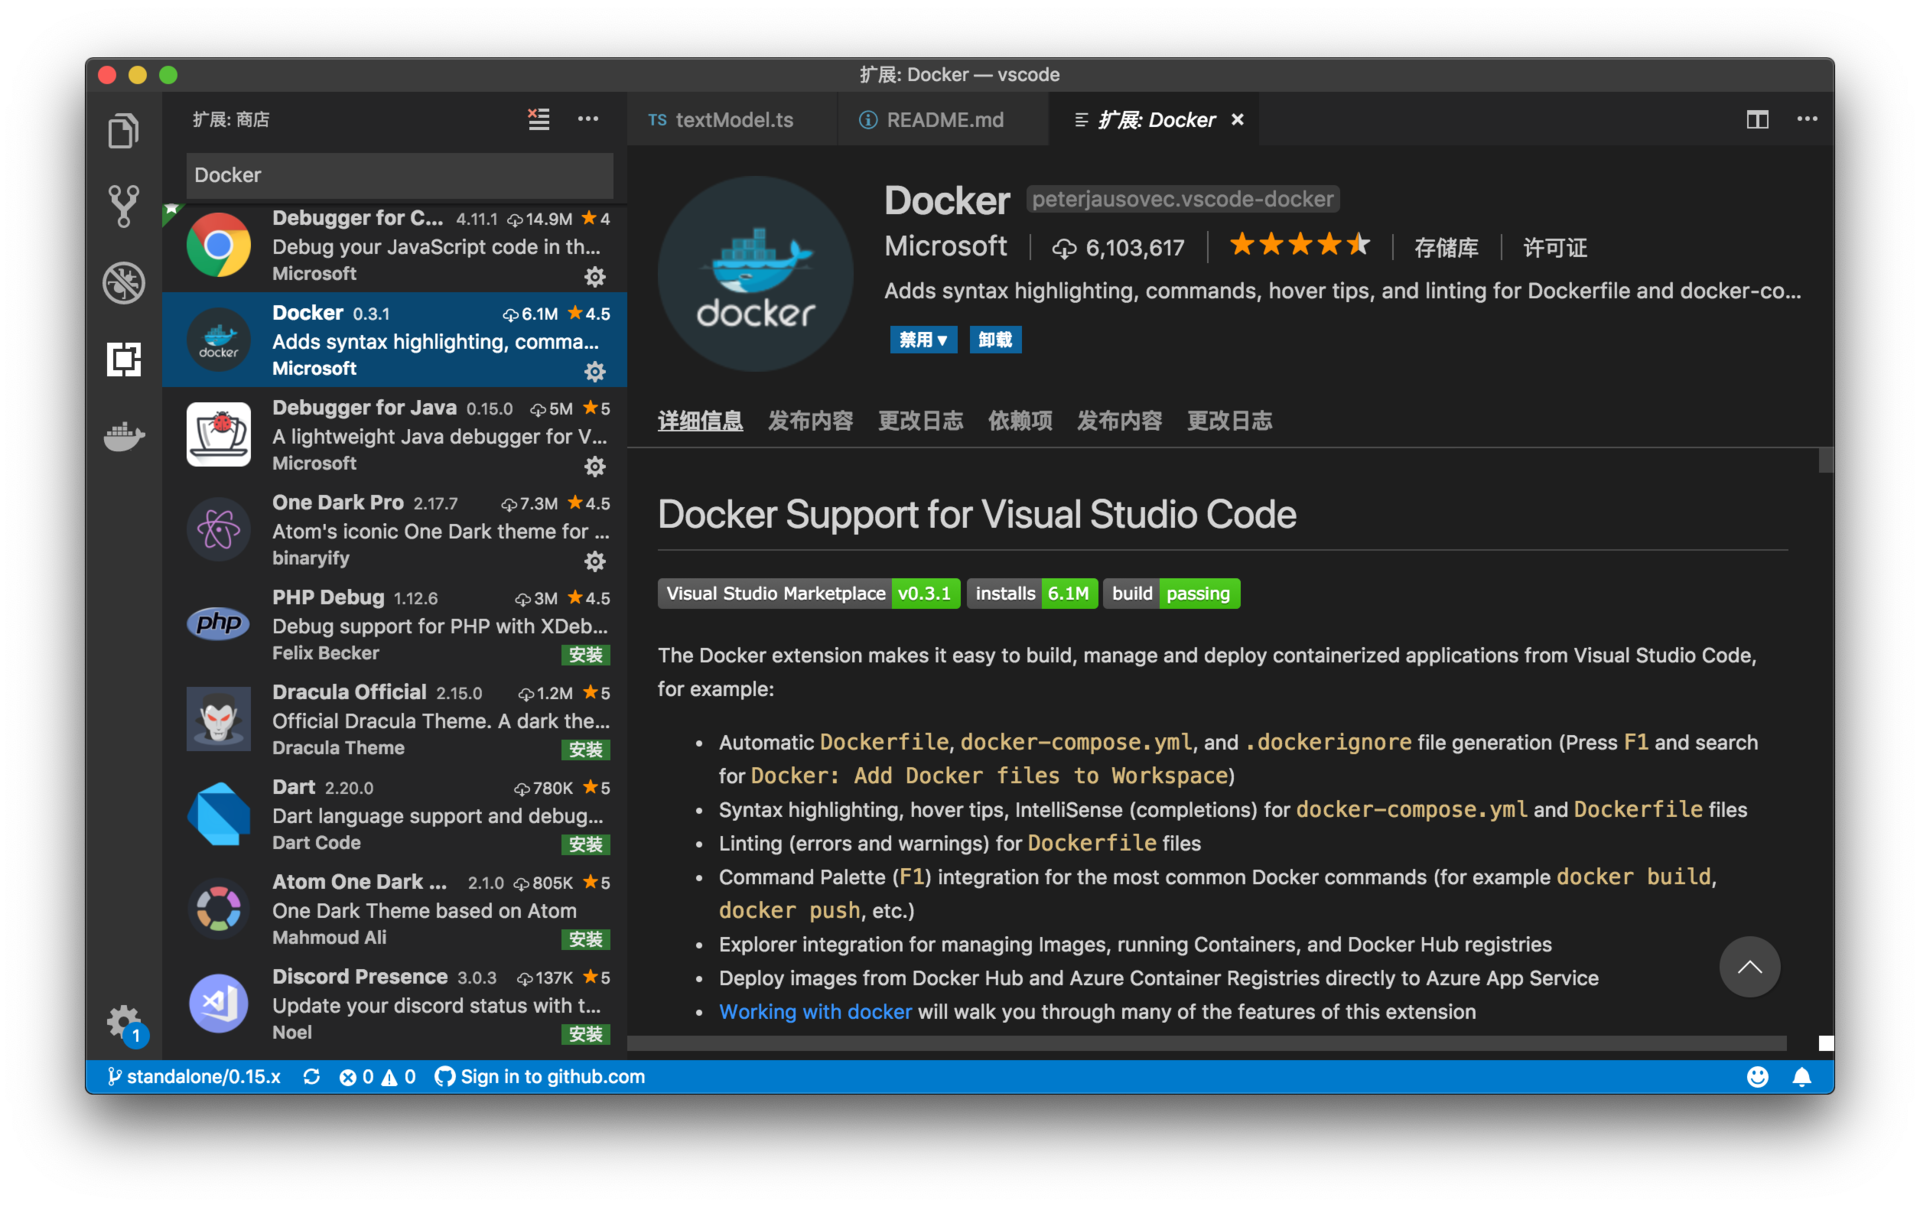 扩展: Docker — vscode
扩展: 商店
Docker
Debugger for C... 4.11.1 14.9M 4
Debug your JavaScript code in th...
Microsoft
docker
Docker 0.3.1 6.1M 4.5
Adds syntax highlighting, comma...
Microsoft
Debugger for Java 0.15.0 5M 5
A lightweight Java debugger for V...
Microsoft
One Dark Pro 2.17.7 7.3M 4.5
Atom's iconic One Dark theme for ...
binaryify
php
PHP Debug 1.12.6 3M 4.5
Debug support for PHP with XDeb...
Felix Becker 安装
Dracula Official 2.15.0 1.2M 5
Official Dracula Theme. A dark the...
Dracula Theme 安装
Dart 2.20.0 780K 5
Dart language support and debug...
Dart Code 安装
Atom One Dark ... 2.1.0 805K 5
One Dark Theme based on Atom
Mahmoud Ali 安装
Discord Presence 3.0.3 137K 5
Update your discord status with t...
Noel 安装
1
TS textModel.ts README.md 扩展: Docker
docker
Docker peterjausovec.vscode-docker
Microsoft 6,103,617 存储库 许可证
Adds syntax highlighting, commands, hover tips, and linting for Dockerfile and docker-co...
禁用 卸载
详细信息 发布内容 更改日志 依赖项 发布内容 更改日志
Docker Support for Visual Studio Code
Visual Studio Marketplace v0.3.1 installs 6.1M build passing
The Docker extension makes it easy to build, manage and deploy containerized applications from Visual Studio Code,
for example:
• Automatic Dockerfile, docker-compose.yml, and .dockerignore file generation (Press F1 and search
for Docker: Add Docker files to Workspace)
• Syntax highlighting, hover tips, IntelliSense (completions) for docker-compose.yml and Dockerfile files
• Linting (errors and warnings) for Dockerfile files
• Command Palette (F1) integration for the most common Docker commands (for example docker build,
docker push, etc.)
• Explorer integration for managing Images, running Containers, and Docker Hub registries
• Deploy images from Docker Hub and Azure Container Registries directly to Azure App Service
• Working with docker will walk you through many of the features of this extension
standalone/0.15.x 0 0 Sign in to github.com